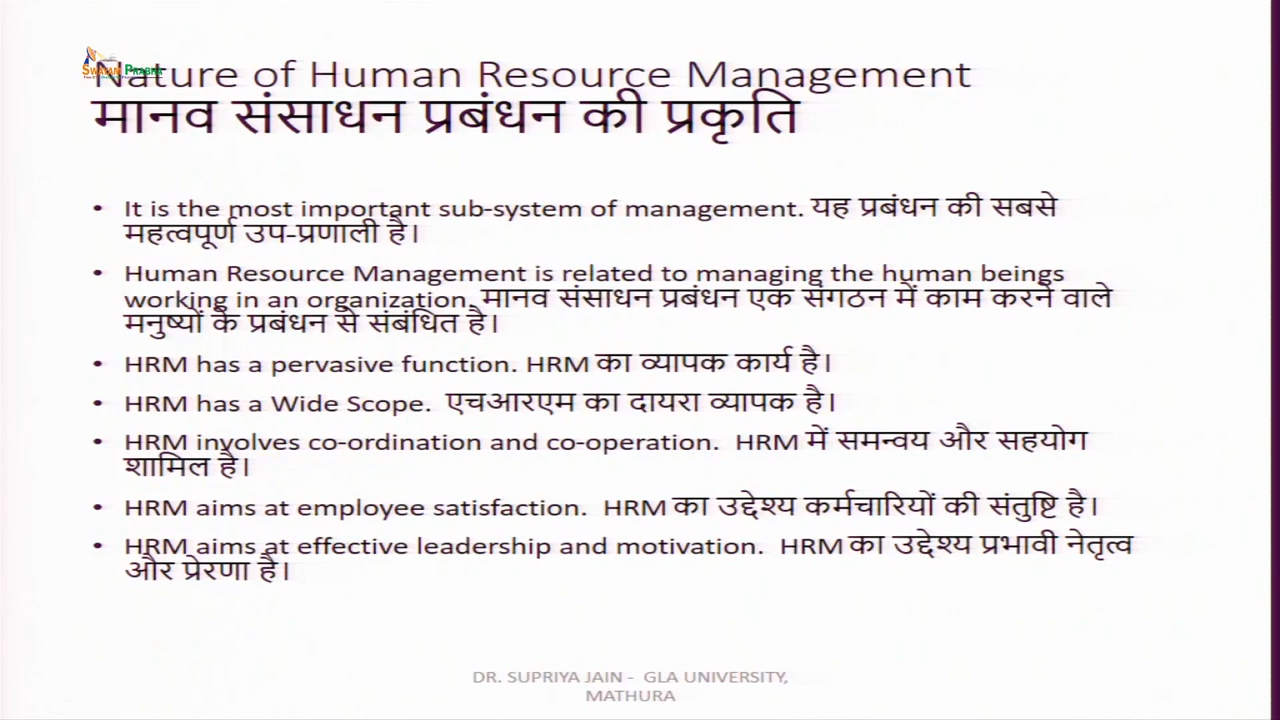 SWAYAM PRABHA
Nature of Human Resource Management
मानव संसाधन प्रबंधन की प्रकृति
• It is the most important sub-system of management. यह प्रबंधन की सबसे
महत्वपूर्ण उप-प्रणाली है।
• Human Resource Management is related to managing the human beings
working in an organization. मानव संसाधन प्रबंधन एक संगठन में काम करने वाले
मनुष्यों के प्रबंधन से संबंधित है।
• HRM has a pervasive function. HRM का व्यापक कार्य है।
• HRM has a Wide Scope. एचआरएम का दायरा व्यापक है।
• HRM involves co-ordination and co-operation. HRM में समन्वय और सहयोग
शामिल है।
• HRM aims at employee satisfaction. HRM का उद्देश्य कर्मचारियों की संतुष्टि है।
• HRM aims at effective leadership and motivation. HRM का उद्देश्य प्रभावी नेतृत्व
और प्रेरणा है।
DR. SUPRIYA JAIN - GLA UNIVERSITY,
MATHURA